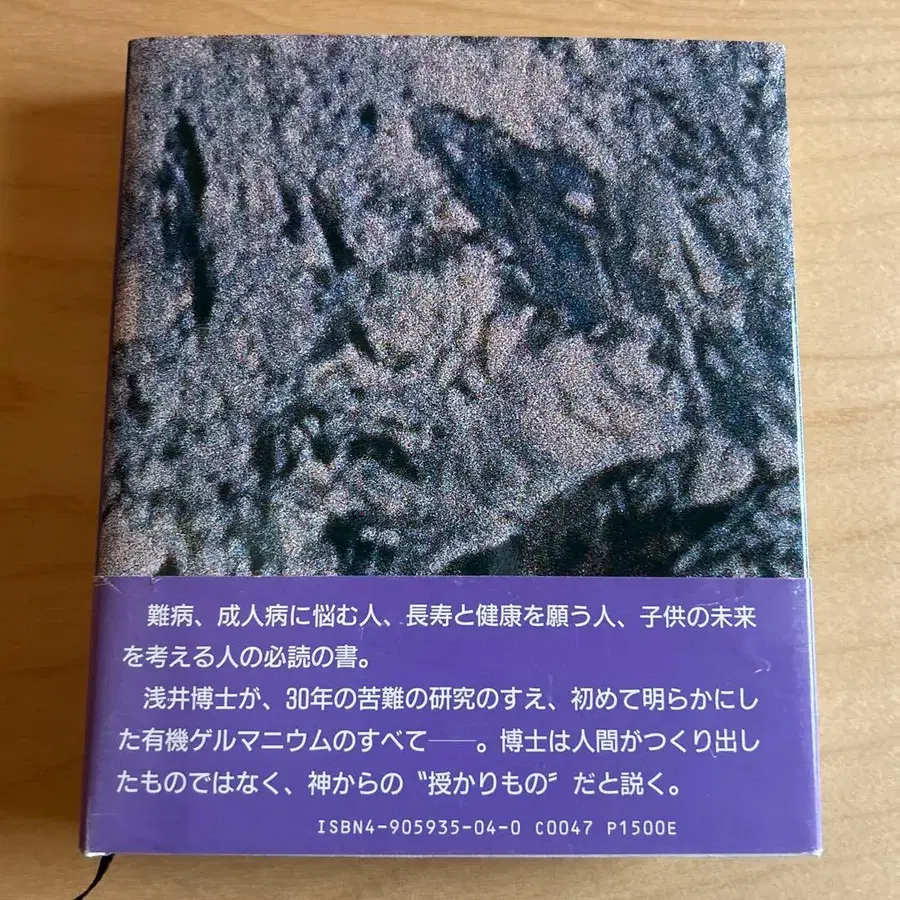 難病、成人病に悩む人、長寿と健康を願う人、子供の未来
を考える人の必読の書。
浅井博士が、30年の苦難の研究のすえ、初めて明らかにし
た有機ゲルマニウムのすべて──。博士は人間がつくり出し
たものではなく、神からの〝授かりもの〟だと説く。
ISBN4-905935-04-0 C0047 P1500E